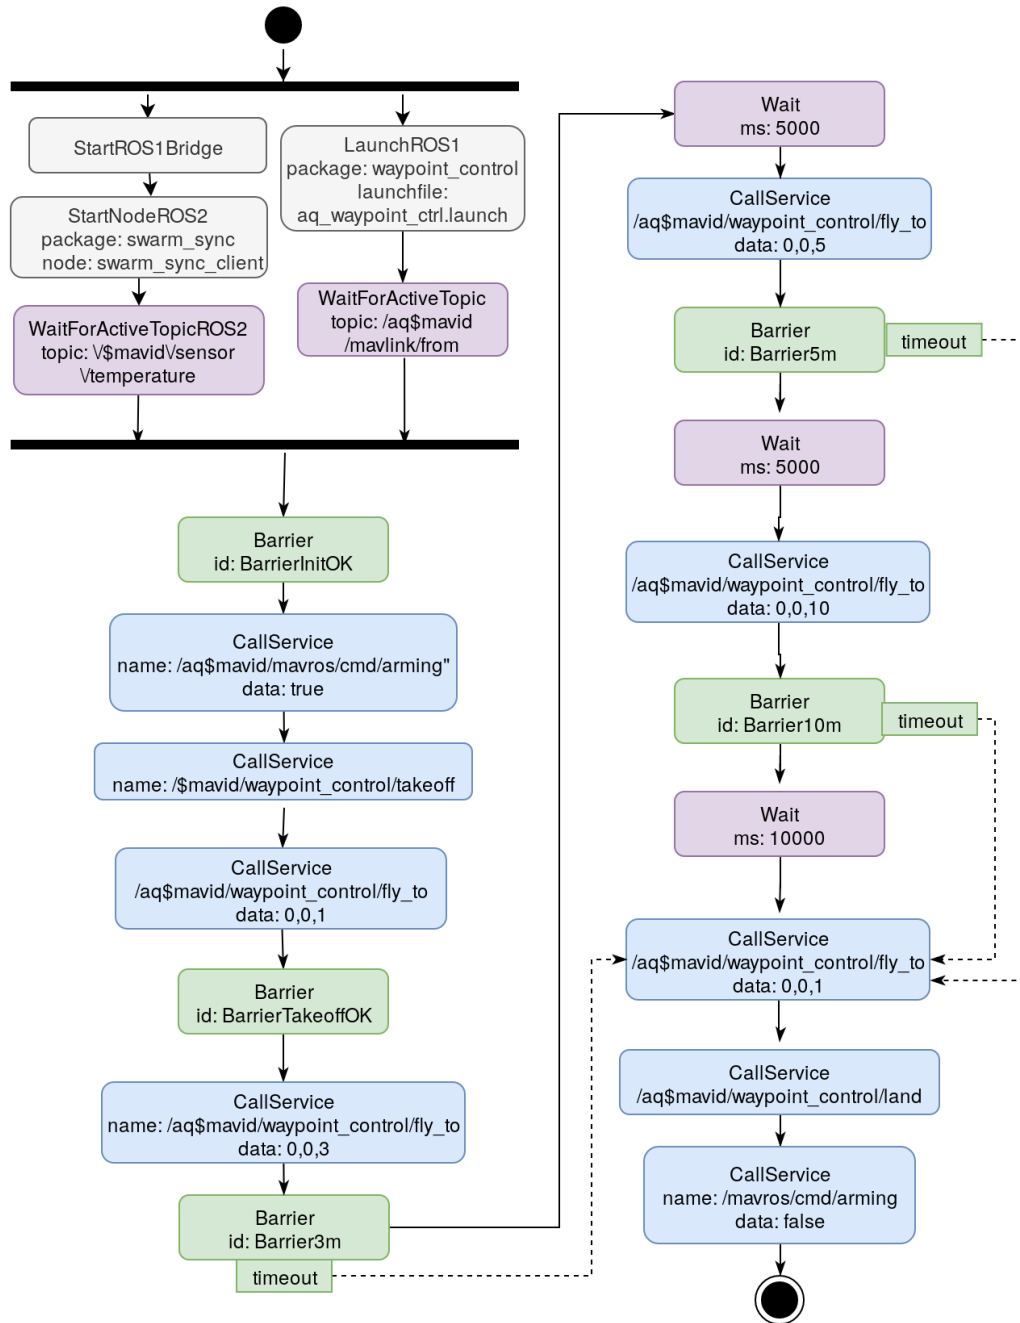 StartROS1Bridge
StartNodeROS2
package: swarm_sync
node: swarm_sync_client
WaitForActiveTopicROS2
topic: \/$mavid\/sensor
\/temperature
LaunchROS1
package: waypoint_control
launchfile:
aq_waypoint_ctrl.launch
WaitForActiveTopic
topic: /aq$mavid
/mavlink/from
Barrier
id: BarrierInitOK
CallService
name: /aq$mavid/mavros/cmd/arming"
data: true
CallService
name: /$mavid/waypoint_control/takeoff
CallService
/aq$mavid/waypoint_control/fly_to
data: 0,0,1
Barrier
id: BarrierTakeoffOK
CallService
name: /aq$mavid/waypoint_control/fly_to
data: 0,0,3
Barrier
id: Barrier3m
timeout
Wait
ms: 5000
CallService
/aq$mavid/waypoint_control/fly_to
data: 0,0,5
Barrier
id: Barrier5m
timeout
Wait
ms: 5000
CallService
/aq$mavid/waypoint_control/fly_to
data: 0,0,10
Barrier
id: Barrier10m
timeout
Wait
ms: 10000
CallService
/aq$mavid/waypoint_control/fly_to
data: 0,0,1
CallService
/aq$mavid/waypoint_control/land
CallService
name: /mavros/cmd/arming
data: false